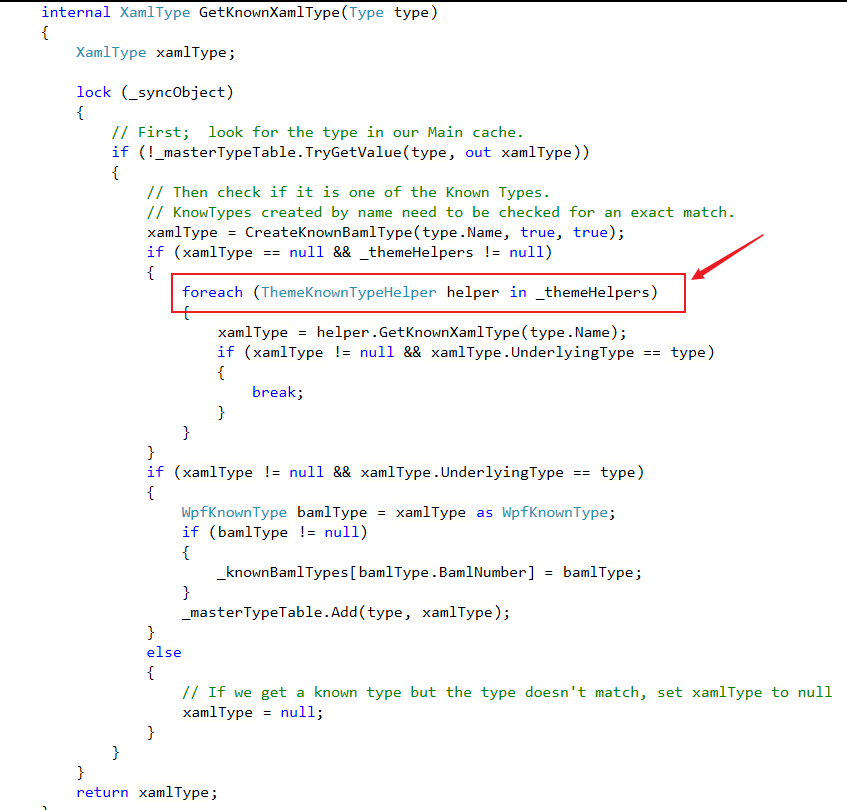 internal XamlType GetKnownXamlType(Type type)
{
XamlType xamlType;
lock (_syncObject)
{
// First;  look for the type in our Main cache.
if (!_masterTypeTable.TryGetValue(type, out xamlType))
{
// Then check if it is one of the Known Types.
// KnowTypes created by name need to be checked for an exact match.
xamlType = CreateKnownBamlType(type.Name, true, true);
if (xamlType == null && _themeHelpers != null)
{
foreach (ThemeKnownTypeHelper helper in _themeHelpers)
{
xamlType = helper.GetKnownXamlType(type.Name);
if (xamlType != null && xamlType.UnderlyingType == type)
{
break;
}
}
}
if (xamlType != null && xamlType.UnderlyingType == type)
{
WpfKnownType bamlType = xamlType as WpfKnownType;
if (bamlType != null)
{
_knownBamlTypes[bamlType.BamlNumber] = bamlType;
}
_masterTypeTable.Add(type, xamlType);
}
else
{
// If we get a known type but the type doesn't match, set xamlType to null
xamlType = null;
}
}
}
return xamlType;